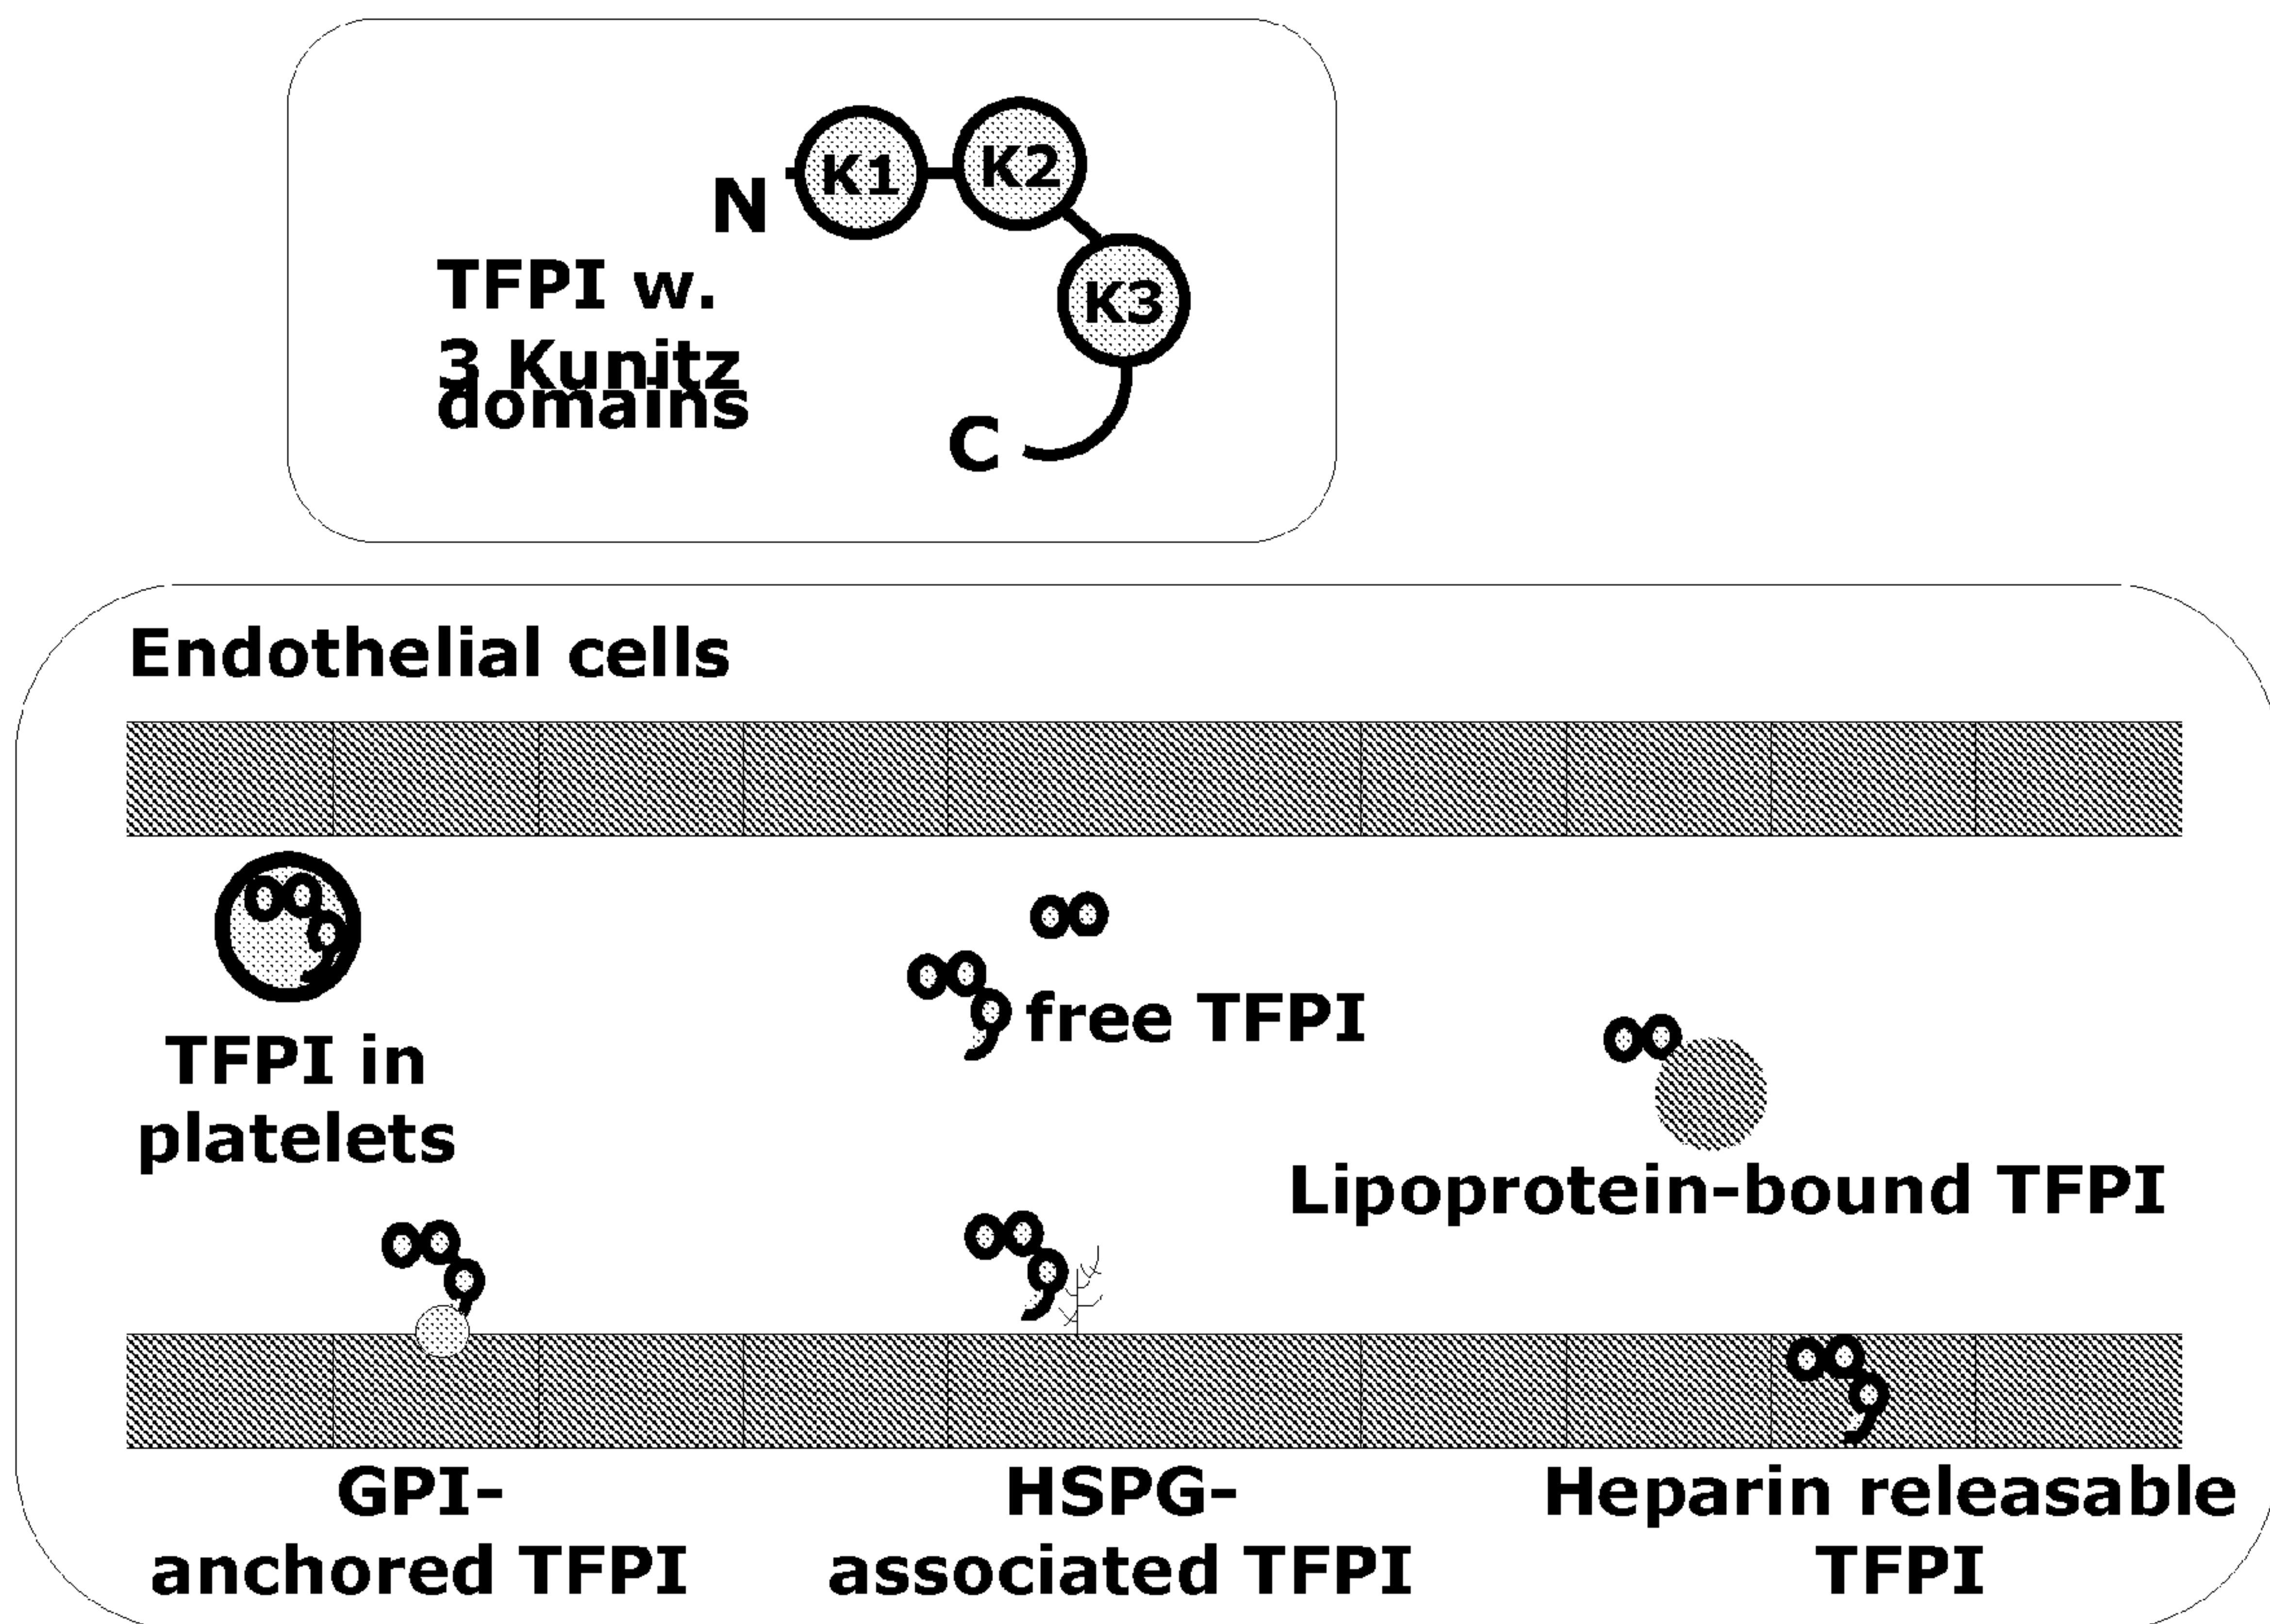 N
K1
K2
K3
TFPI w.
3 Kunitz
domains
C
Endothelial cells
free TFPI
TFPI in
platelets
Lipoprotein-bound TFPI
GPI-
anchored TFPI
HSPG-
associated TFPI
Heparin releasable
TFPI